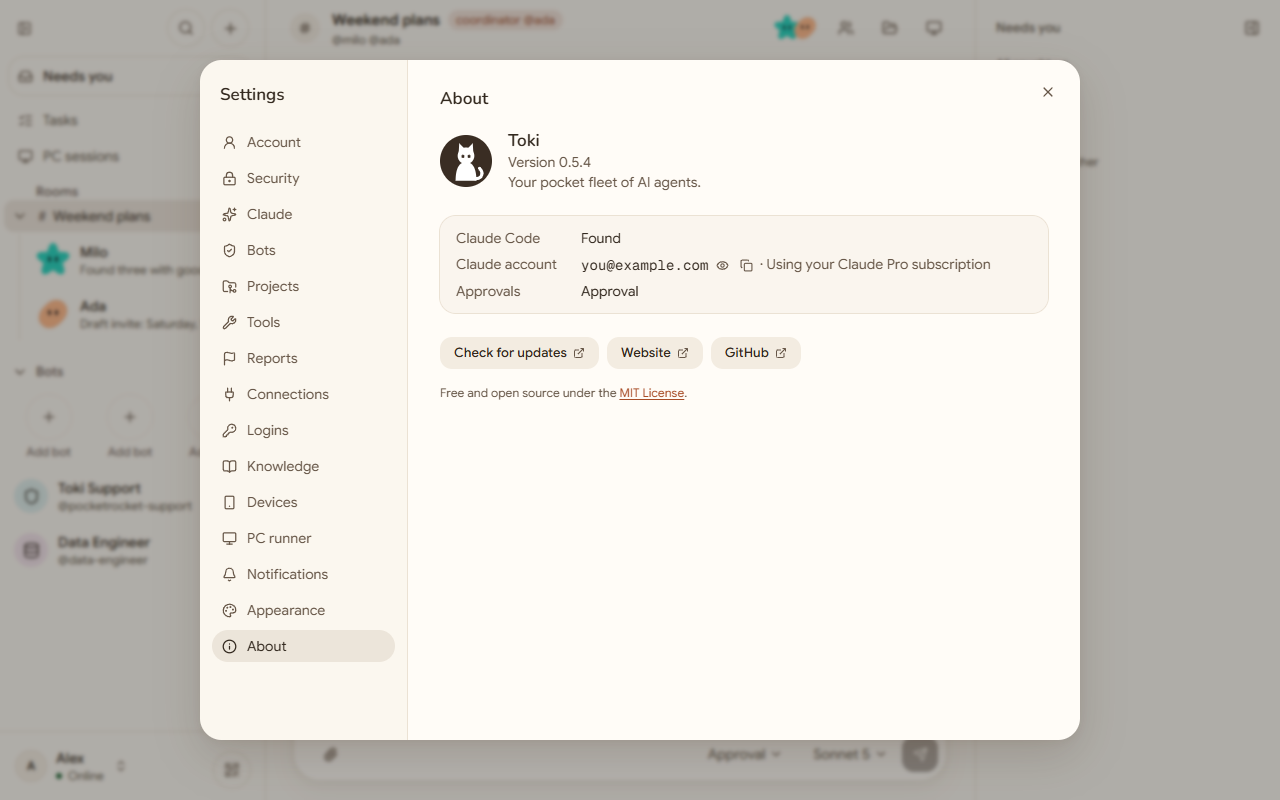 Weekend plans coordinator @ada
@milo @ada
Needs you
Needs you
Tasks
PC sessions
Rooms
# Weekend plans
Milo
Found three with good
Ada
Draft invite: Saturday,
Bots
Add bot
Add bot
Toki Support
@pocketrocket-support
Data Engineer
@data-engineer
A
Alex
Online
Settings
Account
Security
Claude
Bots
Projects
Tools
Reports
Connections
Logins
Knowledge
Devices
PC runner
Notifications
Appearance
About
About
Toki
Version 0.5.4
Your pocket fleet of AI agents.
Claude Code Found
Claude account you@example.com · Using your Claude Pro subscription
Approvals Approval
Check for updates Website GitHub
Free and open source under the MIT License.
Approval Sonnet 5